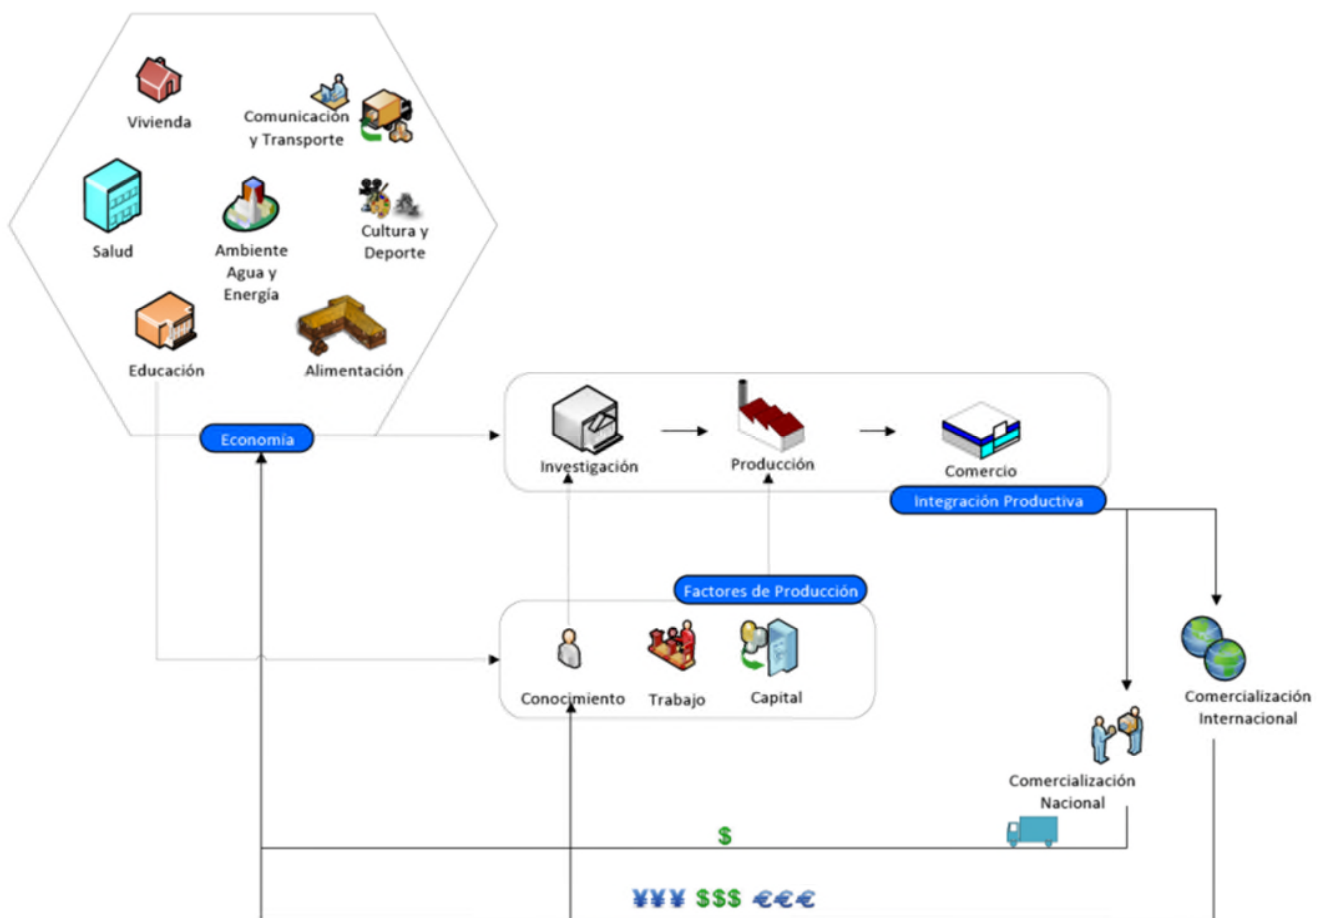 Vivienda
Comunicación
y Transporte
Salud
Ambiente
Agua y
Energía
Cultura y
Deporte
Educación
Alimentación
Economía
Investigación
Producción
Comercio
Integración Productiva
Factores de Producción
Conocimiento
Trabajo
Capital
Comercialización
Internacional
Comercialización
Nacional
$
¥¥¥ $$$ €€€